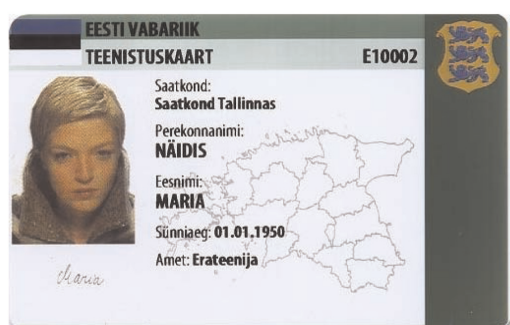 EESTI VABARIIK
TEENISTUSKAART E10002
Saatkond:
Saatkond Tallinnas
Perekonnanimi:
NÄIDIS
Eesnimi:
MARIA
Sünniaeg: 01.01.1950
Amet: Erateenija
Maria